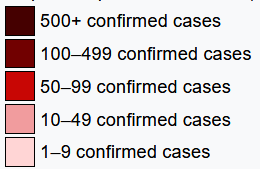 500+ confirmed cases
100–499 confirmed cases
50–99 confirmed cases
10–49 confirmed cases
1–9 confirmed cases